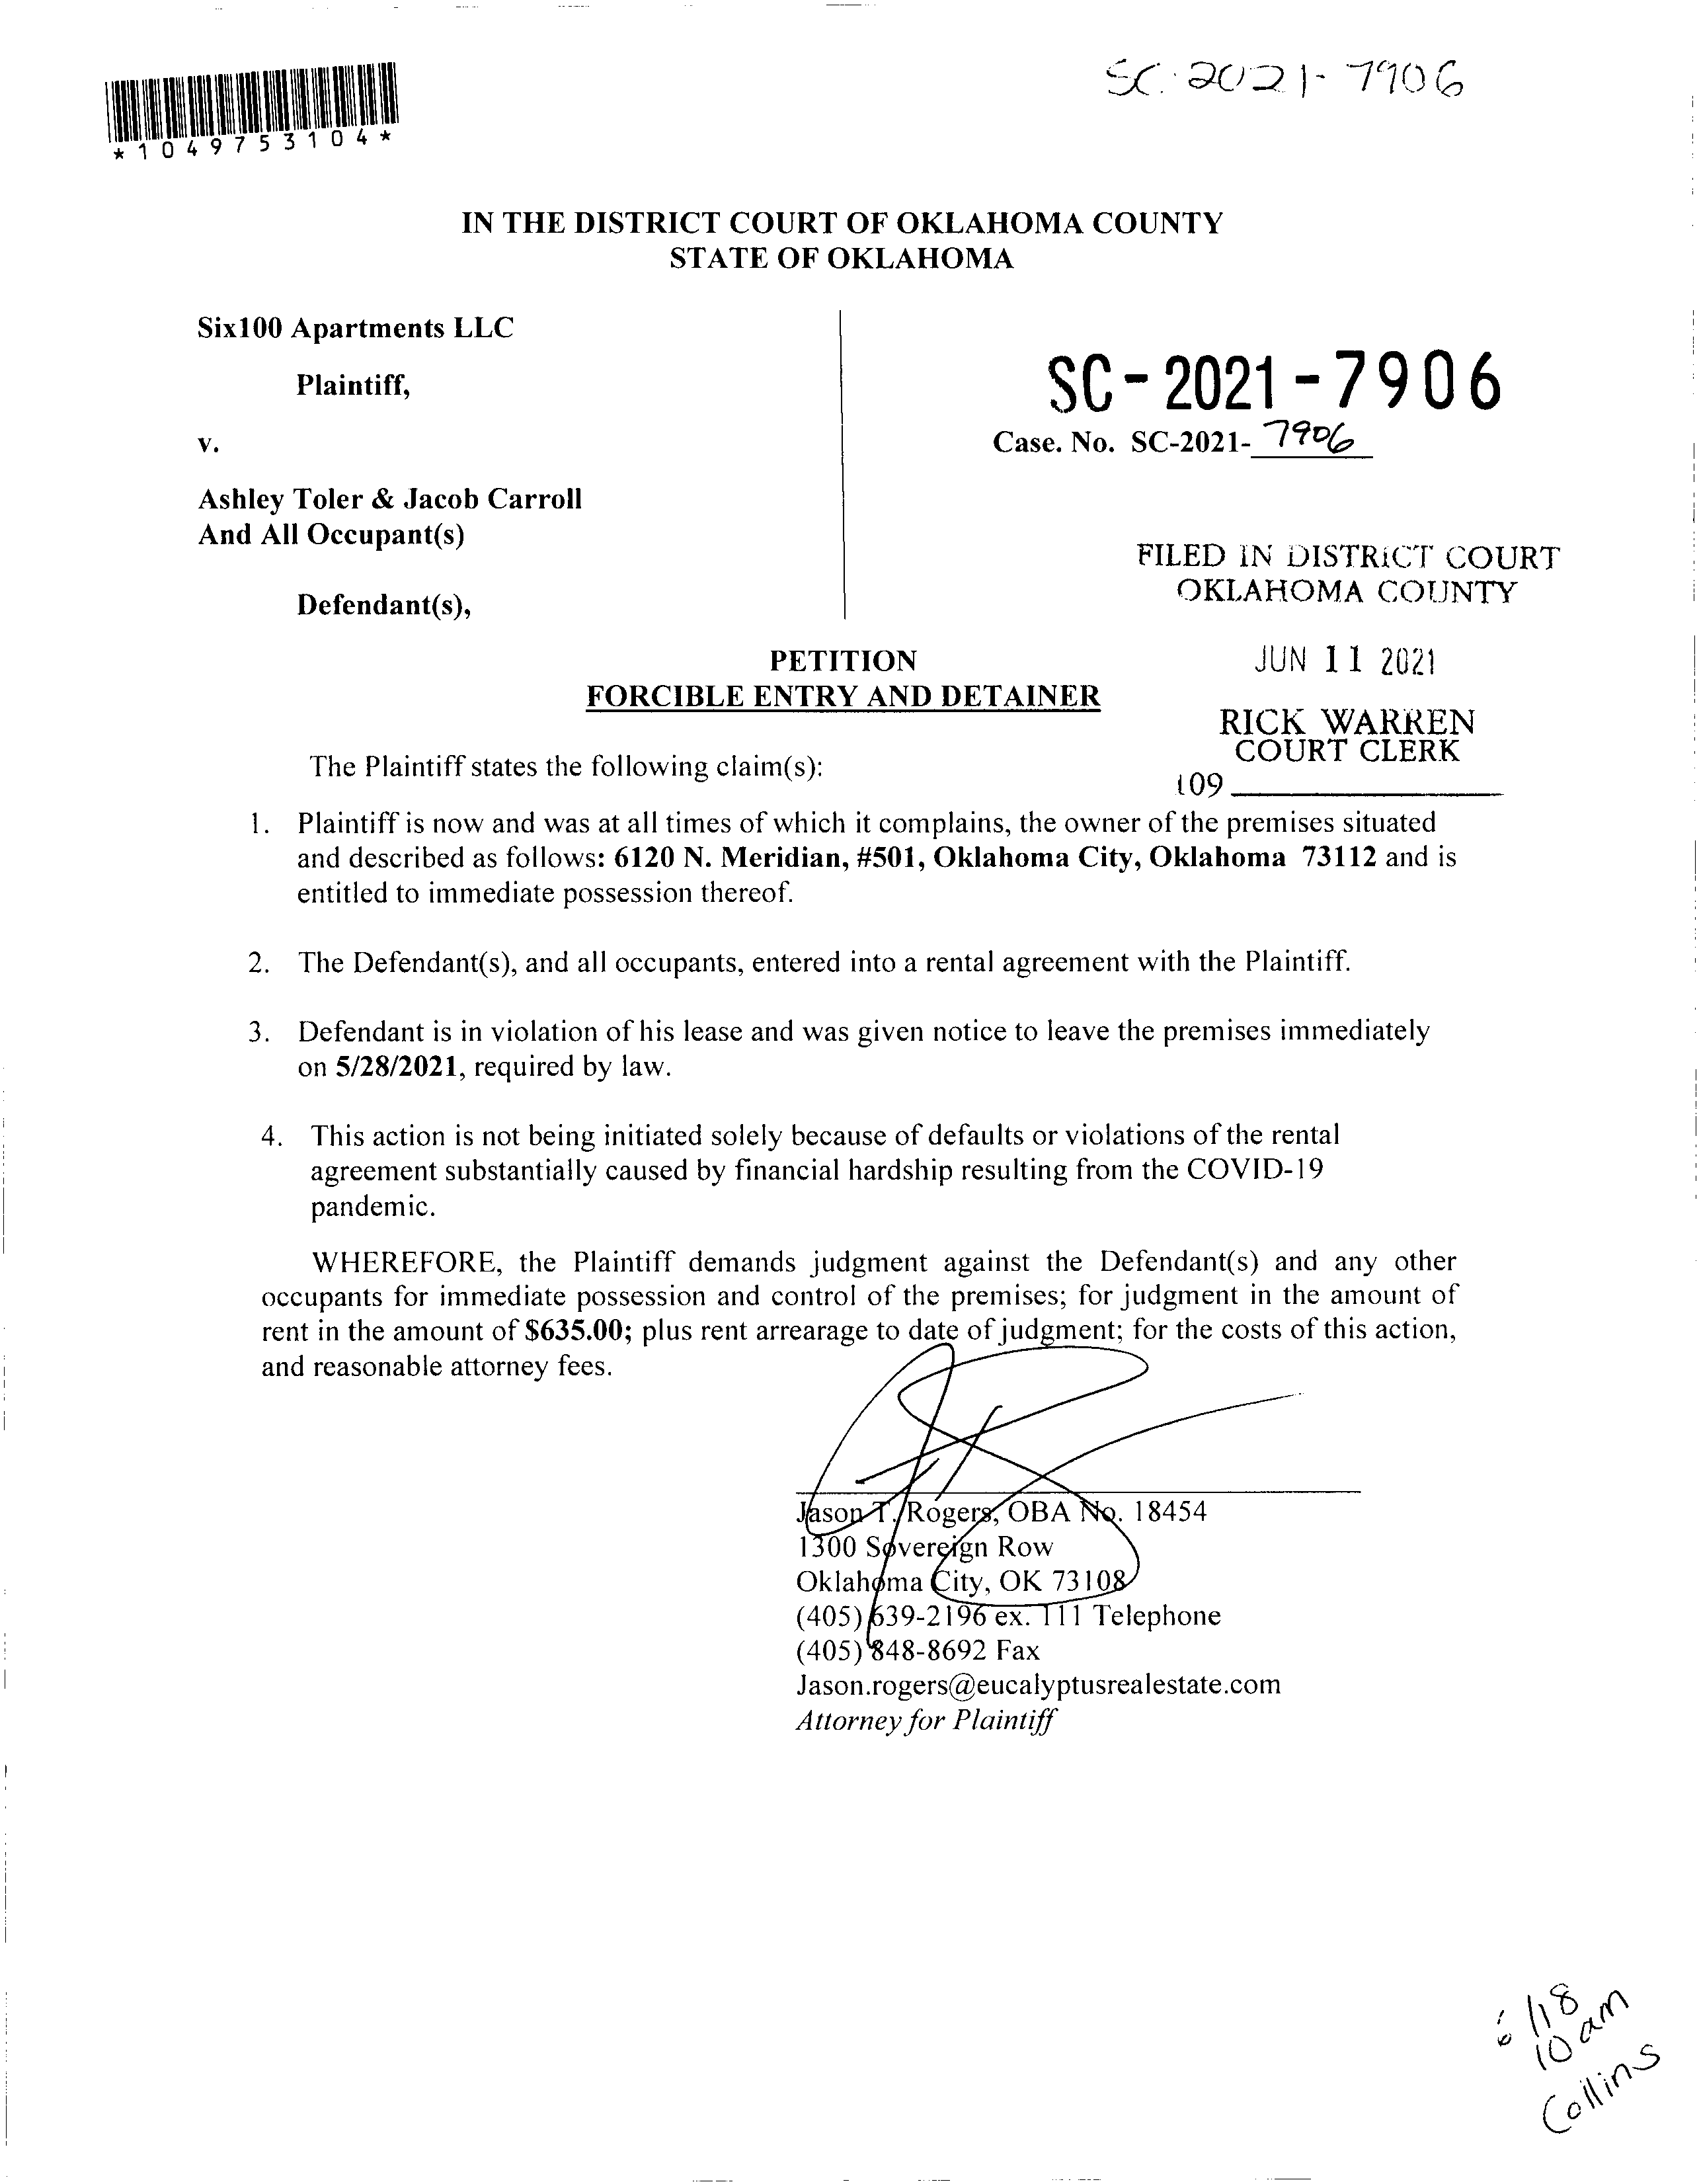 SC-2021-7906
*1049753104*
IN THE DISTRICT COURT OF OKLAHOMA COUNTY
STATE OF OKLAHOMA
Six100 Apartments LLC
Plaintiff,
v.
Ashley Toler & Jacob Carroll
And All Occupant(s)
Defendant(s),
SC-2021-7906
Case. No. SC-2021-7906
FILED IN DISTRICT COURT
OKLAHOMA COUNTY
JUN 11 2021
RICK WARREN
COURT CLERK
109
PETITION
FORCIBLE ENTRY AND DETAINER
The Plaintiff states the following claim(s):
1. Plaintiff is now and was at all times of which it complains, the owner of the premises situated
and described as follows: 6120 N. Meridian, #501, Oklahoma City, Oklahoma 73112 and is
entitled to immediate possession thereof.
2. The Defendant(s), and all occupants, entered into a rental agreement with the Plaintiff.
3. Defendant is in violation of his lease and was given notice to leave the premises immediately
on 5/28/2021, required by law.
4. This action is not being initiated solely because of defaults or violations of the rental
agreement substantially caused by financial hardship resulting from the COVID-19
pandemic.
WHEREFORE, the Plaintiff demands judgment against the Defendant(s) and any other
occupants for immediate possession and control of the premises; for judgment in the amount of
rent in the amount of $635.00; plus rent arrearage to date of judgment; for the costs of this action,
and reasonable attorney fees.
Jason T. Rogers, OBA No. 18454
1300 Sovereign Row
Oklahoma City, OK 73108
(405) 639-2196 ex. 111 Telephone
(405) 848-8692 Fax
Jason.rogers@eucalyptusrealestate.com
Attorney for Plaintiff
10am
Collins